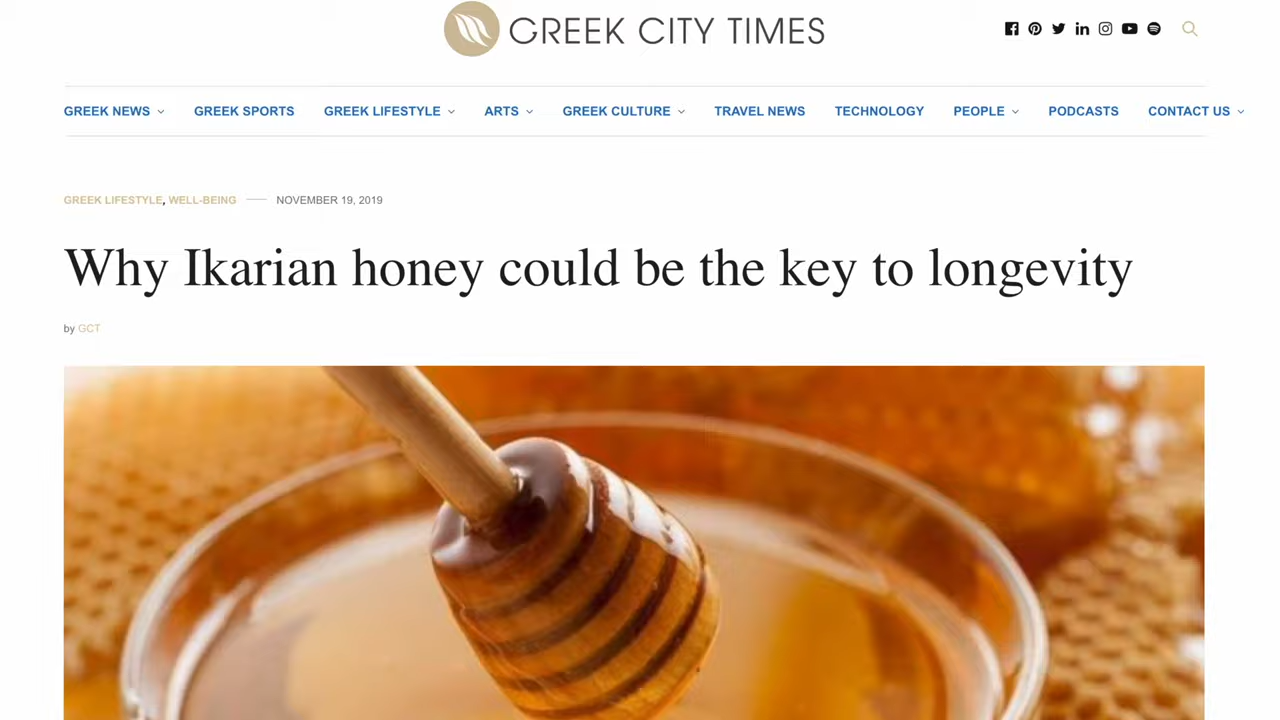 GREEK CITY TIMES
GREEK NEWS GREEK SPORTS GREEK LIFESTYLE ARTS GREEK CULTURE TRAVEL NEWS TECHNOLOGY PEOPLE PODCASTS CONTACT US
GREEK LIFESTYLE, WELL-BEING — NOVEMBER 19, 2019
Why Ikarian honey could be the key to longevity
by GCT